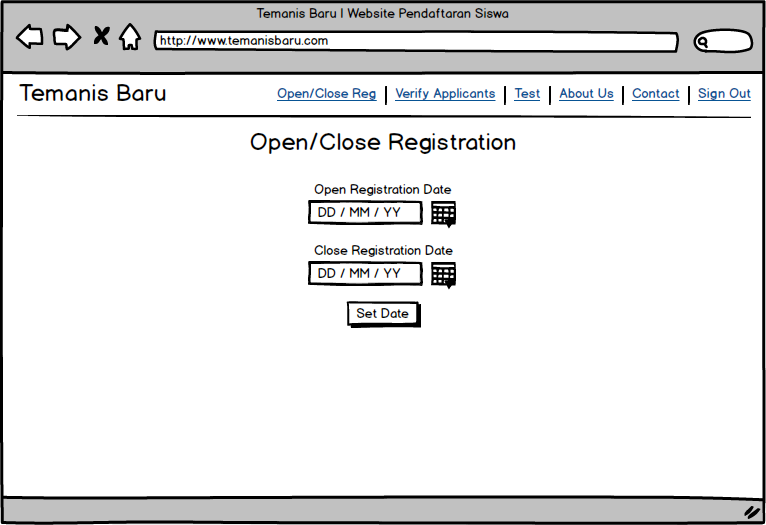 Temanis Baru | Website Pendaftaran Siswa
http://www.temanisbaru.com
Temanis Baru
Open/Close Reg | Verify Applicants | Test | About Us | Contact | Sign Out
Open/Close Registration
Open Registration Date
DD / MM / YY
Close Registration Date
DD / MM / YY
Set Date